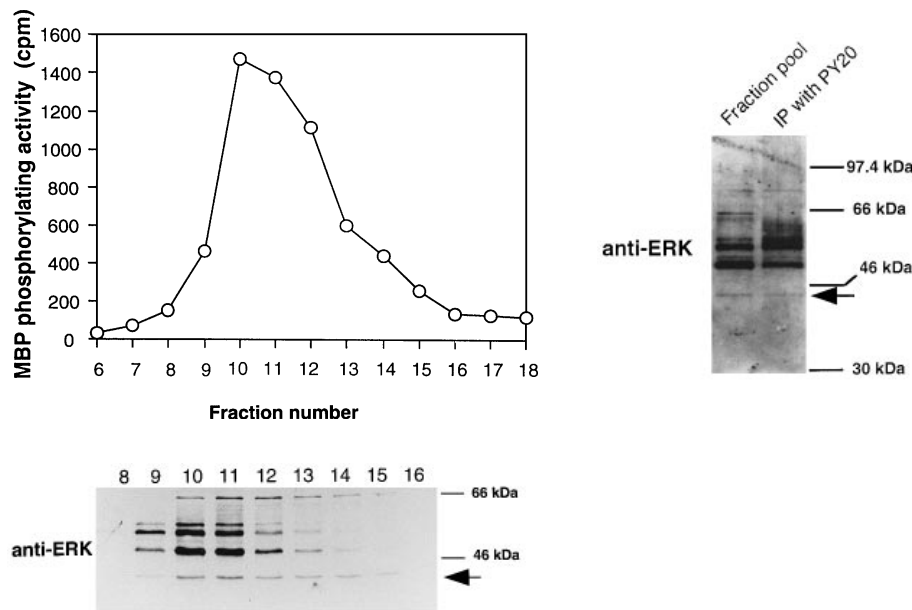 MBP phosphorylating activity (cpm)
1600
1400
1200
1000
800
600
400
200
0
6 7 8 9 10 11 12 13 14 15 16 17 18
Fraction number
Fraction pool
IP with PY20
97.4 kDa
66 kDa
anti-ERK
46 kDa
30 kDa
8 9 10 11 12 13 14 15 16
66 kDa
anti-ERK
46 kDa